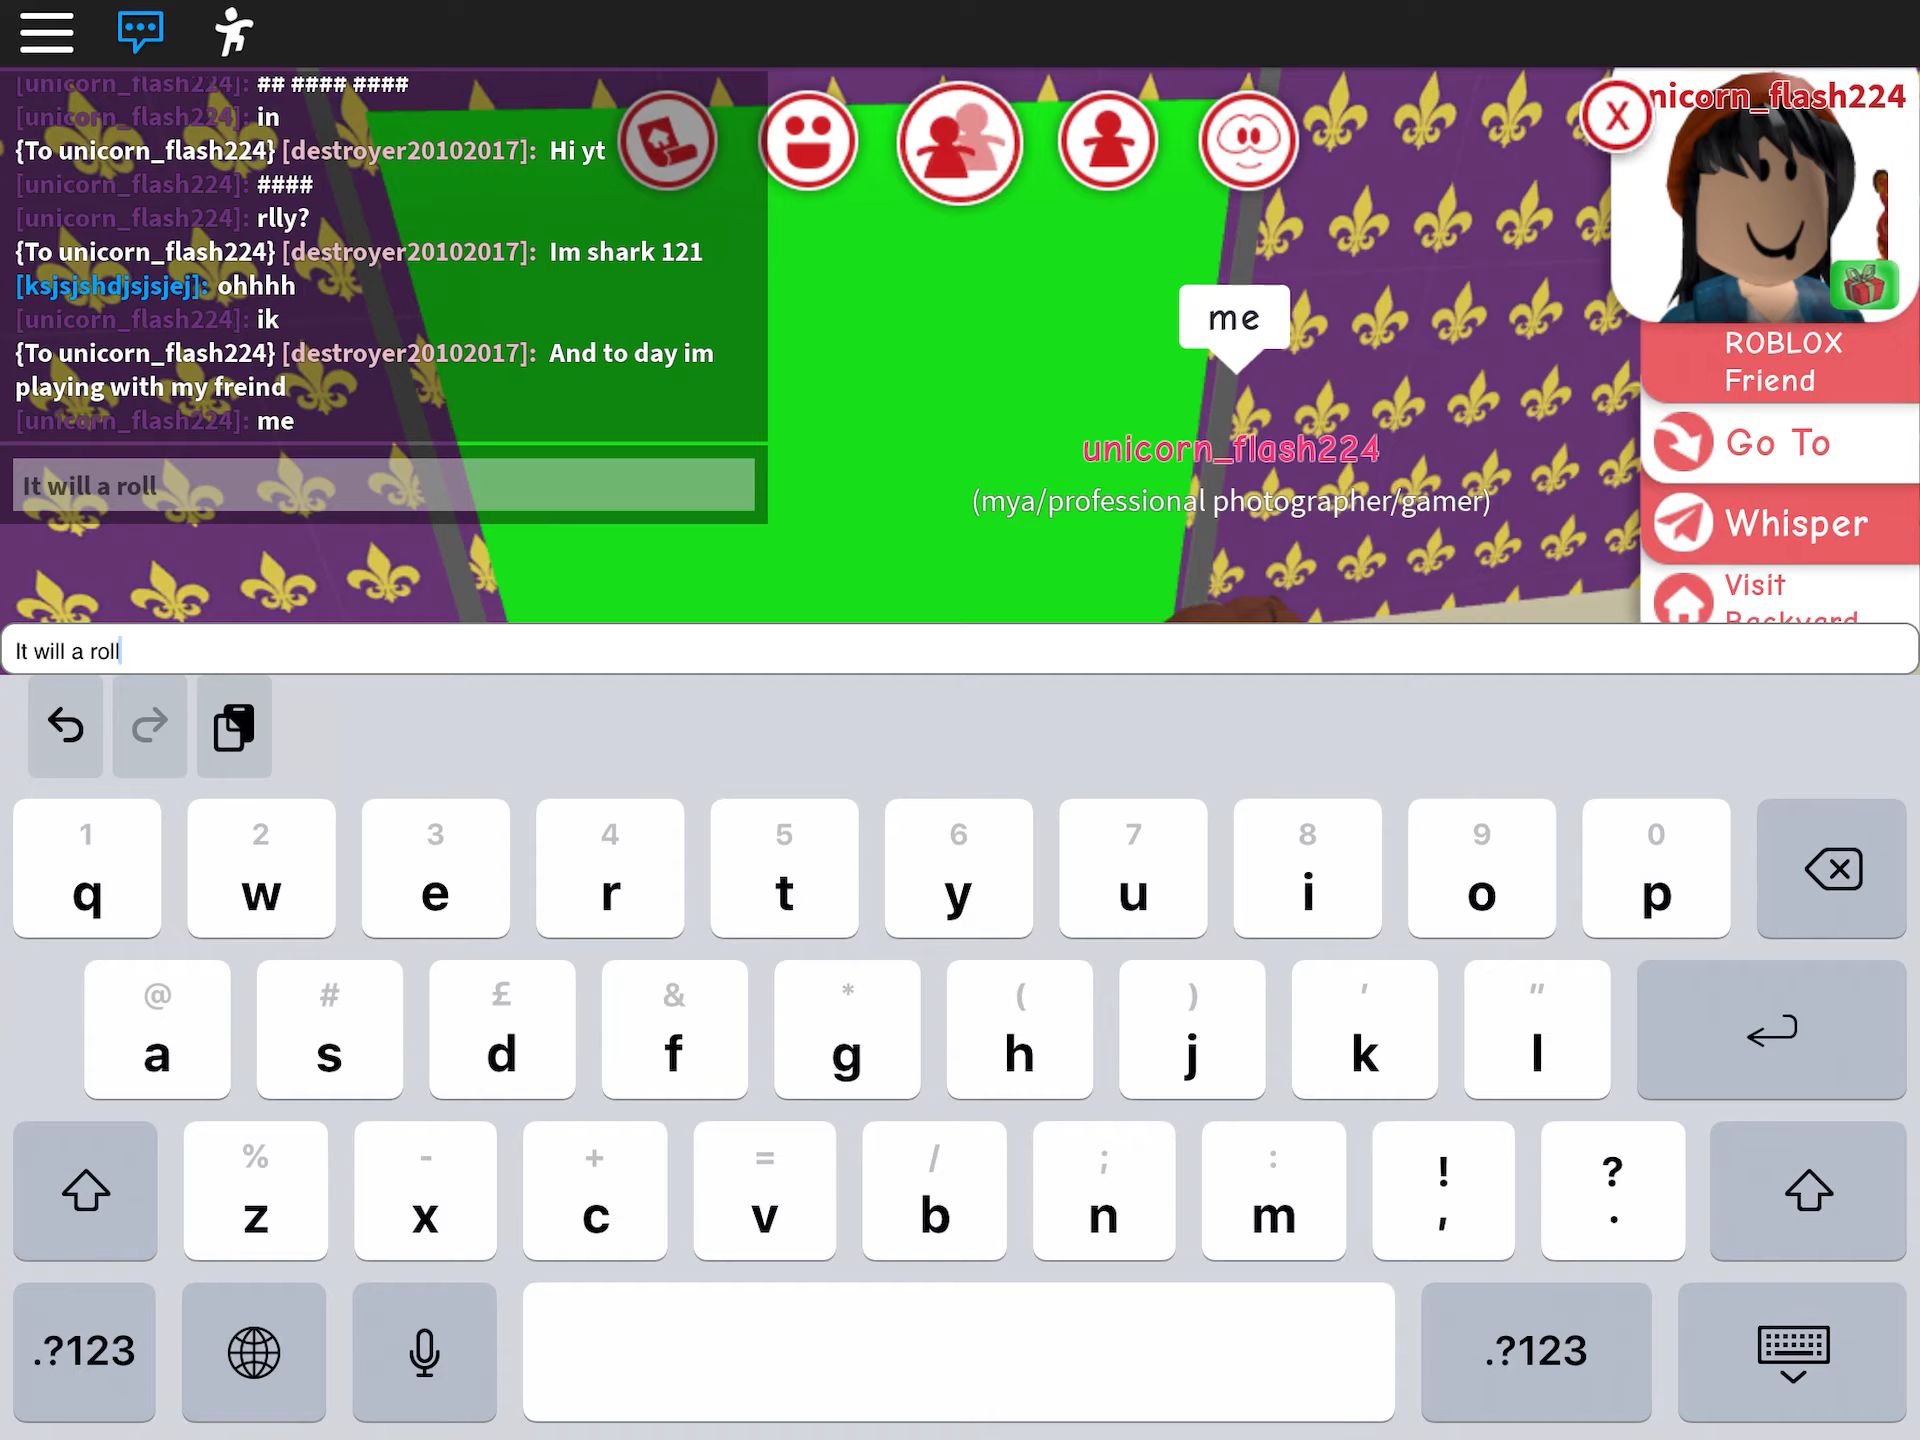 [unicorn_flash224]: ## #### ####
[unicorn_flash224]: in
{To unicorn_flash224} [destroyer20102017]: Hi yt
[unicorn_flash224]: ####
[unicorn_flash224]: rlly?
{To unicorn_flash224} [destroyer20102017]: Im shark 121
[ksjsjshdjsjsjej]: ohhhh
[unicorn_flash224]: ik
{To unicorn_flash224} [destroyer20102017]: And to day im
playing with my freind
[unicorn_flash224]: me
It will a roll
me
unicorn_flash224
(mya/professional photographer/gamer)
X
nicorn_flash224
ROBLOX
Friend
Go To
Whisper
Visit
Backyard
It will a roll
1 2 3 4 5 6 7 8 9 0
q w e r t y u i o p
@ # £ & * ( ) ' "
a s d f g h j k l
% - + = / ; : ! ?
z x c v b n m , .
.?123 .?123